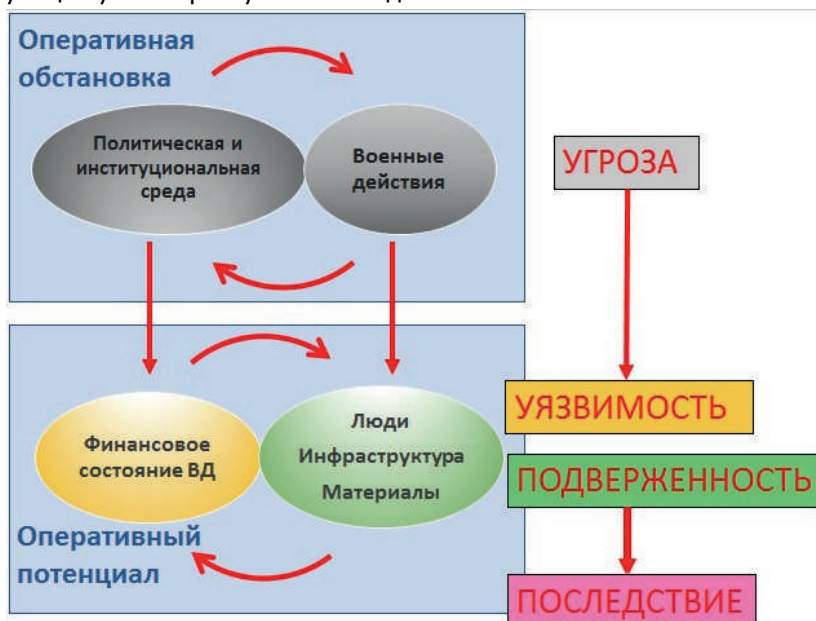 Оперативная
обстановка
Политическая и
институциональная
среда
Военные
действия
УГРОЗА
Финансовое
состояние ВД
Люди
Инфраструктура
Материалы
УЯЗВИМОСТЬ
ПОДВЕРЖЕННОСТЬ
Оперативный
потенциал
ПОСЛЕДСТВИЕ